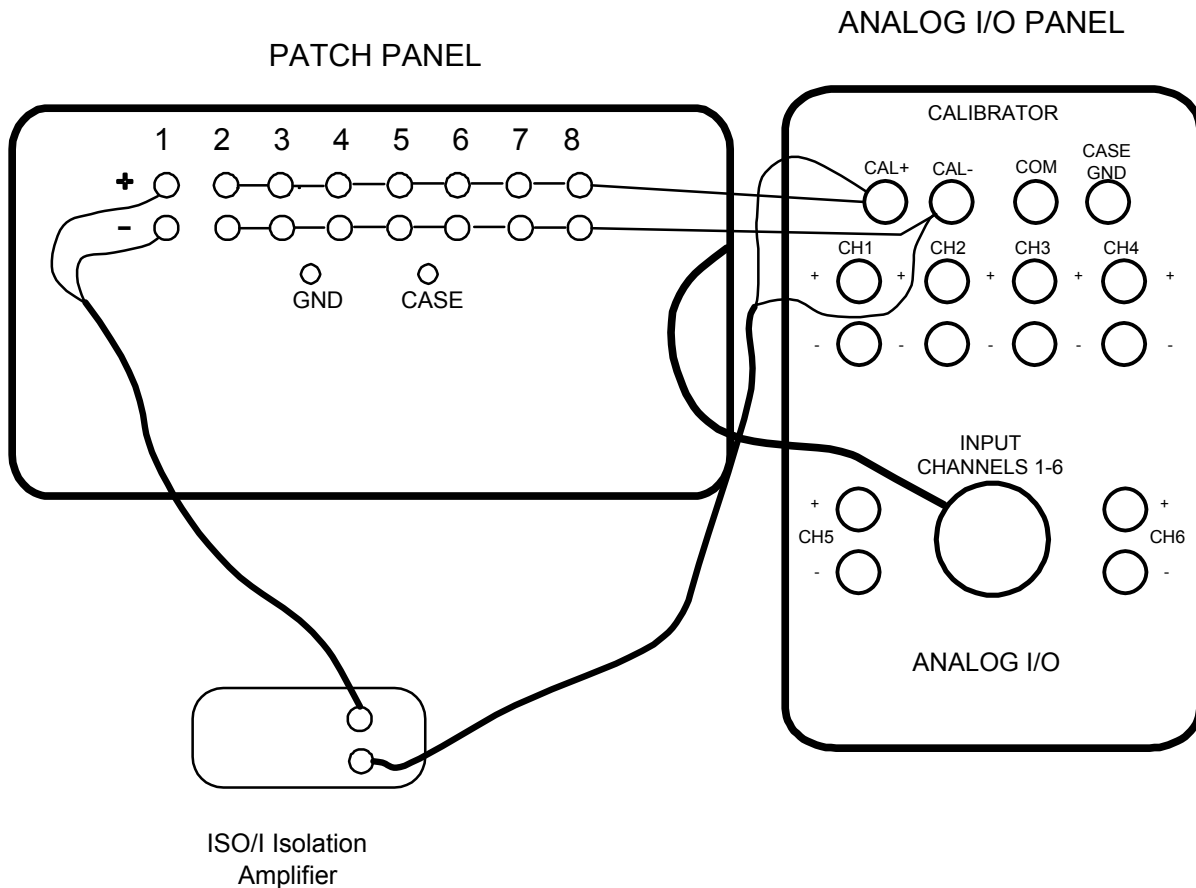 ANALOG I/O PANEL
PATCH PANEL
CALIBRATOR
1 2 3 4 5 6 7 8
CAL+ CAL- COM CASE
GND
+
-
CH1 CH2 CH3 CH4
+ + + + +
GND CASE
- - - - -
INPUT
CHANNELS 1-6
+ +
CH5 CH6
- -
ANALOG I/O
ISO/I Isolation
Amplifier